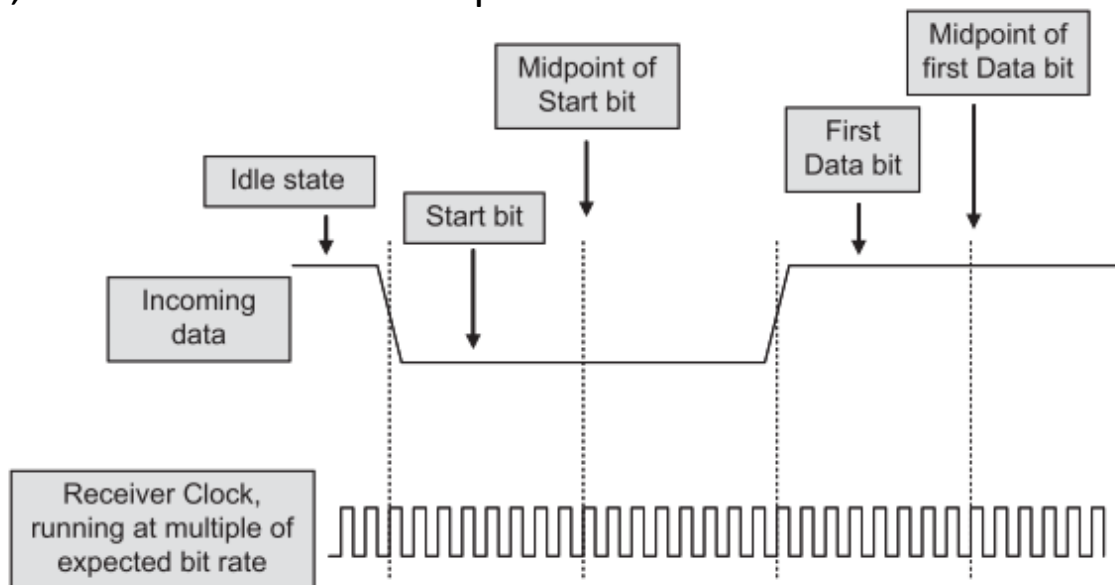 Midpoint of
Start bit
Midpoint of
first Data bit
First
Data bit
Idle state
Start bit
Incoming
data
Receiver Clock,
running at multiple of
expected bit rate